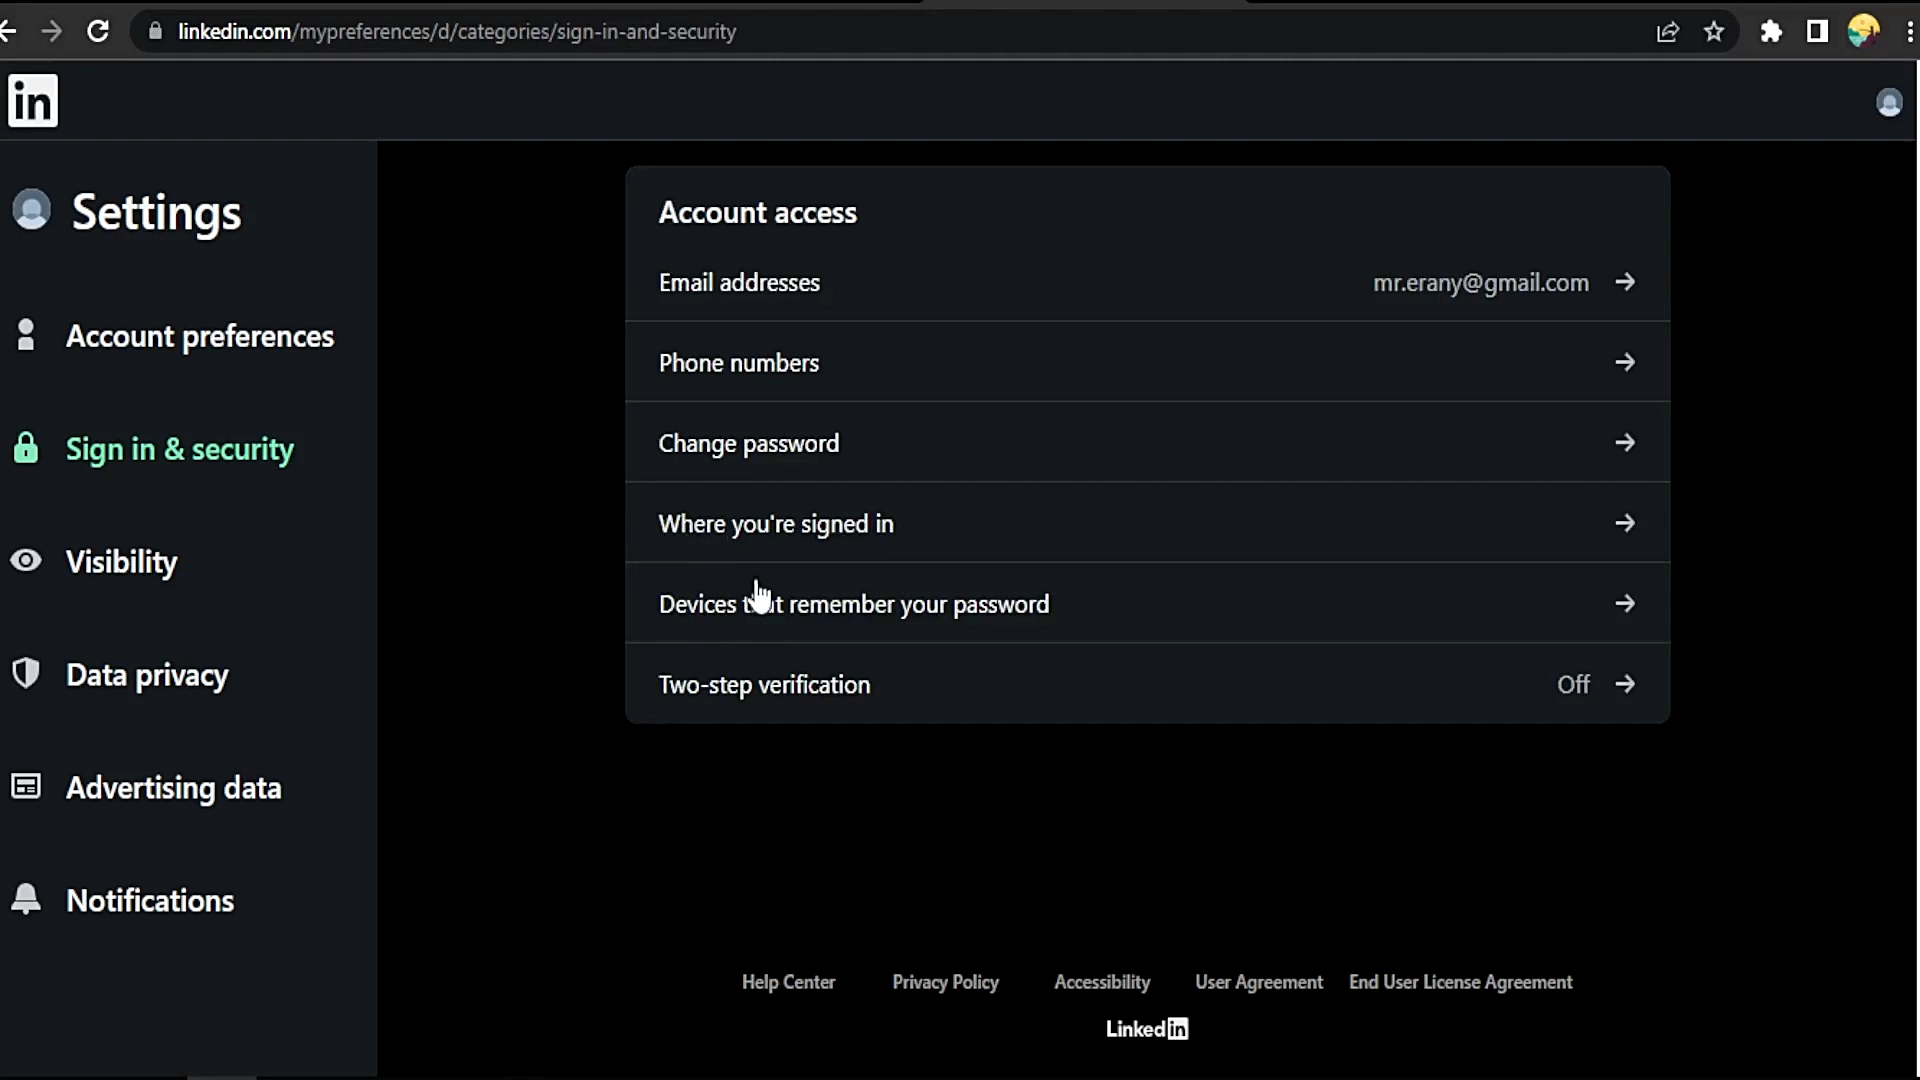 linkedin.com/mypreferences/d/categories/sign-in-and-security
in
Settings
Account preferences
Sign in & security
Visibility
Data privacy
Advertising data
Notifications
Account access
Email addresses mr.erany@gmail.com
Phone numbers
Change password
Where you're signed in
Devices that remember your password
Two-step verification Off
Help Center Privacy Policy Accessibility User Agreement End User License Agreement
Linkedin